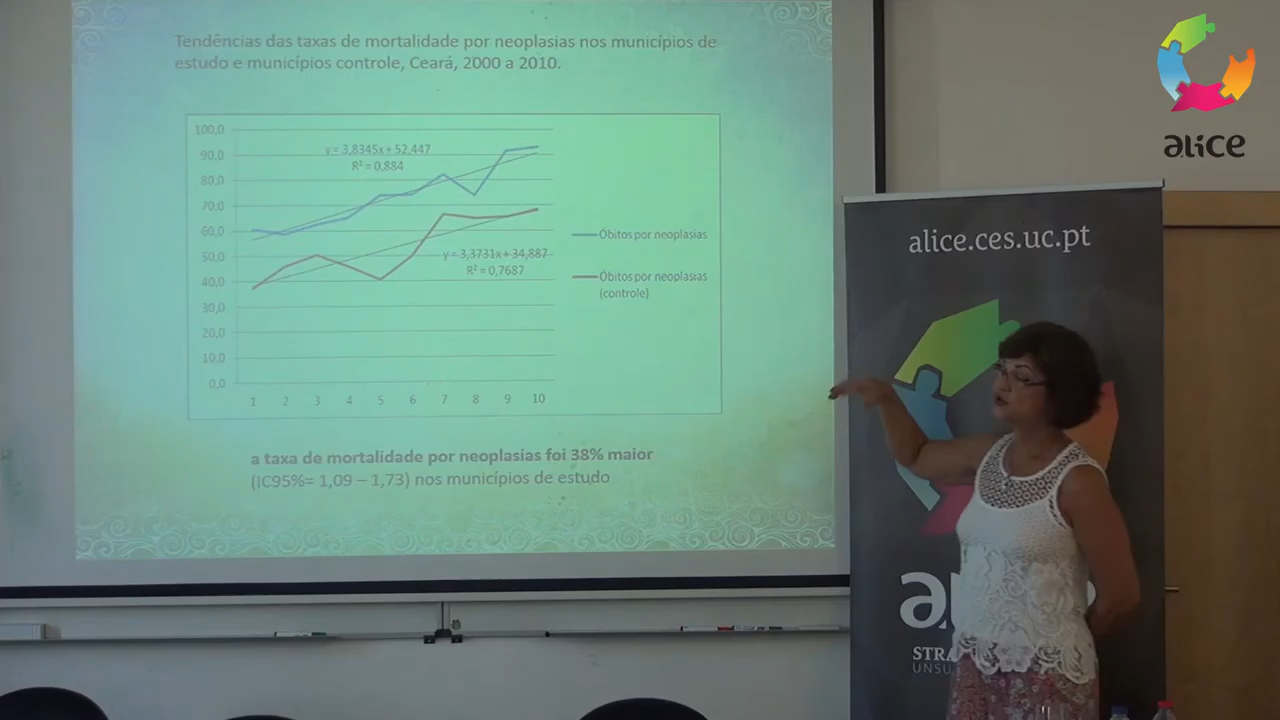 Tendências das taxas de mortalidade por neoplasias nos municípios de
estudo e municípios controle, Ceará, 2000 a 2010.
100,0
90,0
80,0
70,0
60,0
50,0
40,0
30,0
20,0
10,0
0,0
y = 3,8345x + 52,447
R² = 0,884
y = 3,3731x + 34,887
R² = 0,7687
1 2 3 4 5 6 7 8 9 10
Óbitos por neoplasias
Óbitos por neoplasias
(controle)
a taxa de mortalidade por neoplasias foi 38% maior
(IC95%= 1,09 – 1,73) nos municípios de estudo
alice
alice.ces.uc.pt
STRA
UNSU